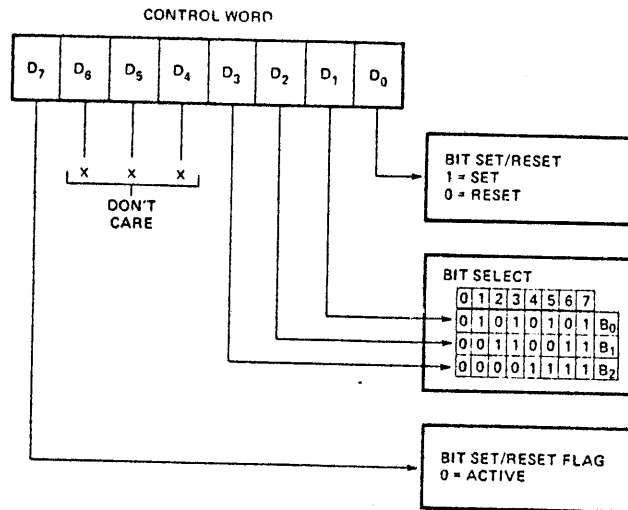 CONTROL WORD
D7 D6 D5 D4 D3 D2 D1 D0
X X X
DON'T
CARE
BIT SET/RESET
1 = SET
0 = RESET
BIT SELECT
0 1 2 3 4 5 6 7
0 1 0 1 0 1 0 1 B0
0 0 1 1 0 0 1 1 B1
0 0 0 0 1 1 1 1 B2
BIT SET/RESET FLAG
0 = ACTIVE